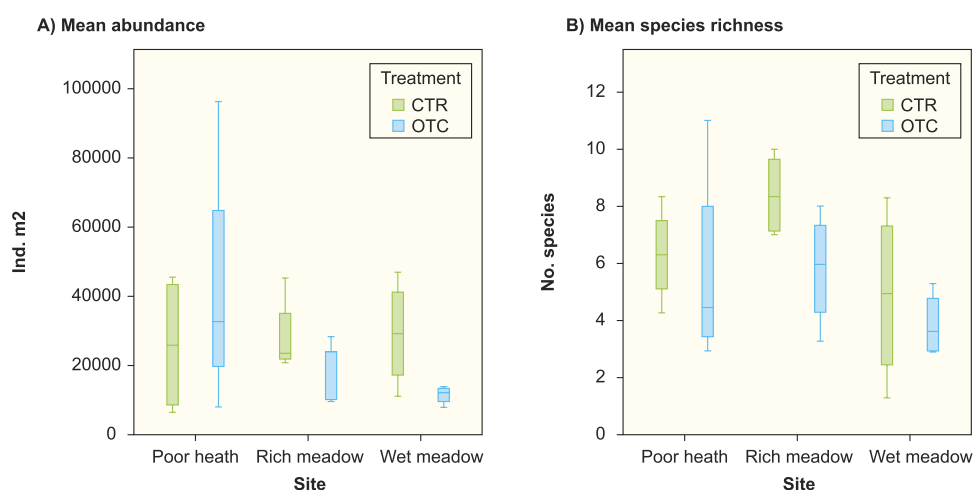 A) Mean abundance
Treatment
CTR
OTC
100000
80000
60000
40000
20000
0
Ind. m2
Poor heath
Rich meadow
Wet meadow
Site
B) Mean species richness
Treatment
CTR
OTC
12
10
8
6
4
2
0
No. species
Poor heath
Rich meadow
Wet meadow
Site